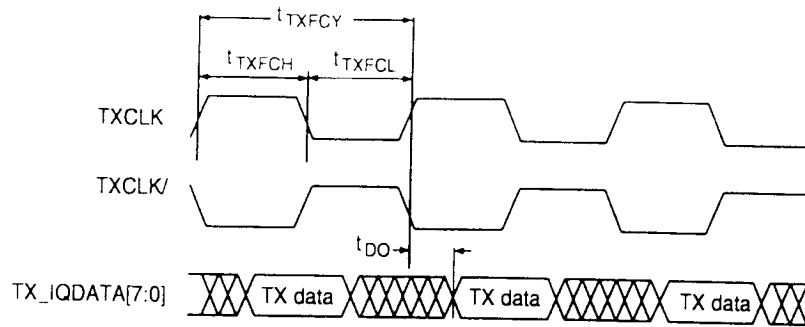 tTXFCY
tTXFCH tTXFCL
TXCLK
TXCLK/
tDO
TX_IQDATA[7:0] TX data TX data TX data